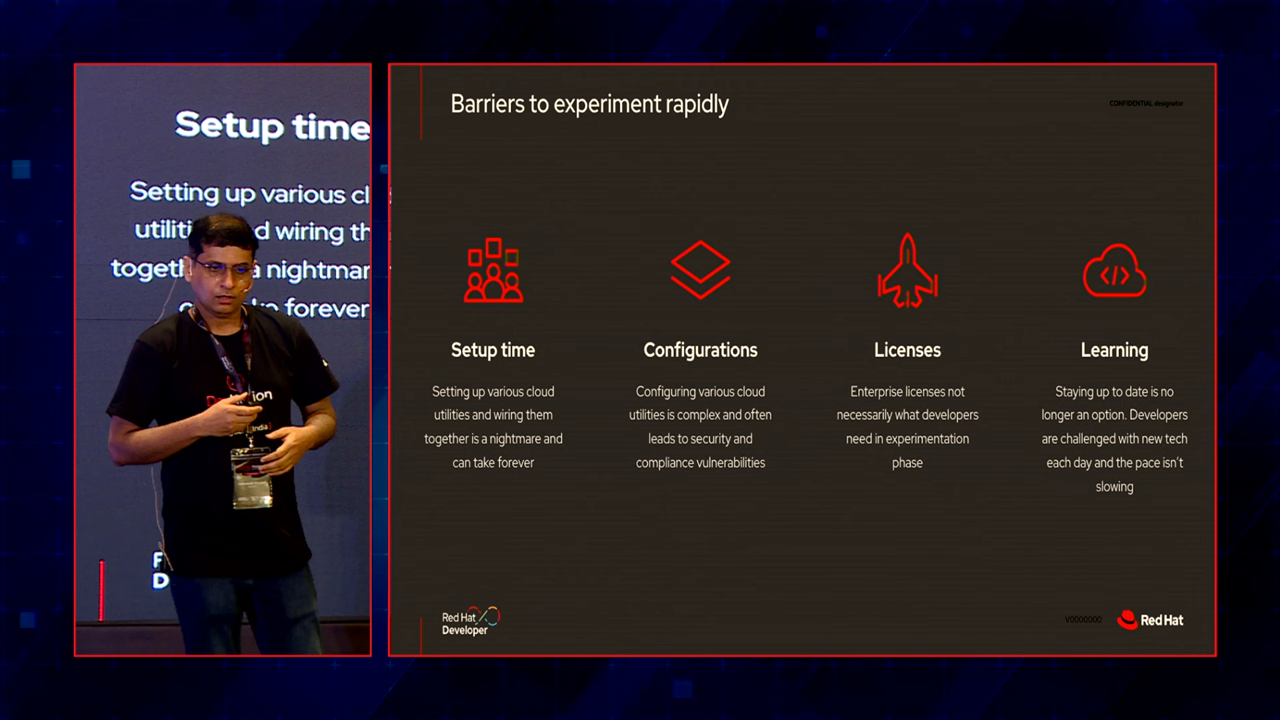 Setup time
Setting up various cl
utiliti d wiring th
togeth a nightmar
forever
India
F
D
Barriers to experiment rapidly
CONFIDENTIAL designator
Setup time
Setting up various cloud
utilities and wiring them
together is a nightmare and
can take forever
Configurations
Configuring various cloud
utilities is complex and often
leads to security and
compliance vulnerabilities
Licenses
Enterprise licenses not
necessarily what developers
need in experimentation
phase
Learning
Staying up to date is no
longer an option. Developers
are challenged with new tech
each day and the pace isn’t
slowing
Red Hat
Developer
V0000000
Red Hat